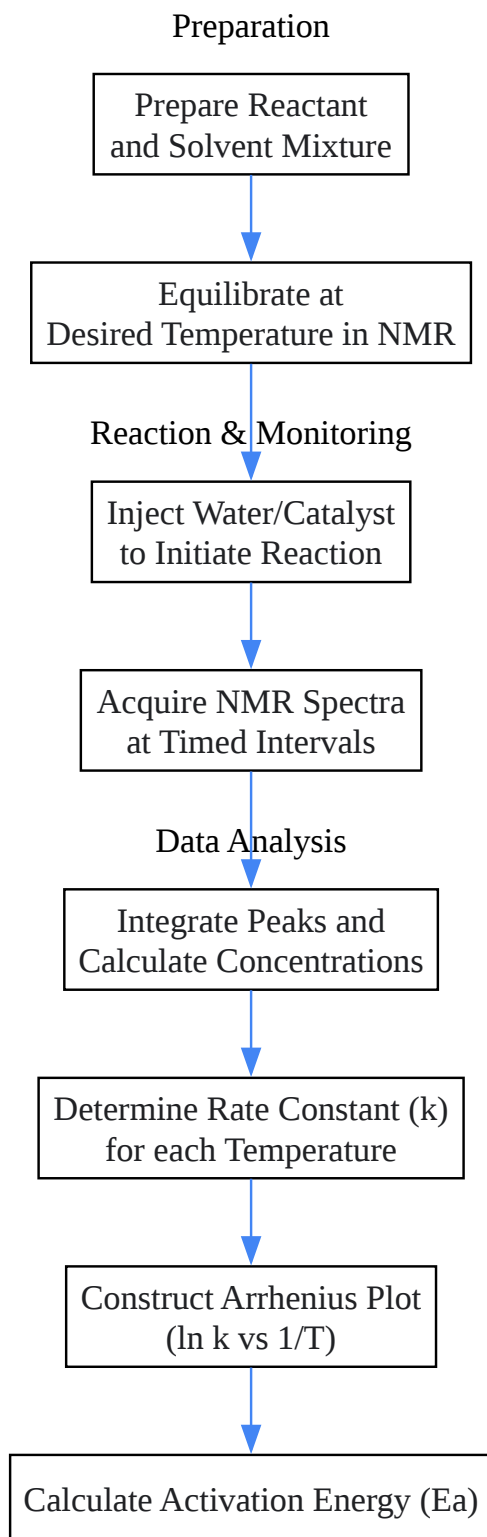 Preparation
Prepare Reactant
and Solvent Mixture
Equilibrate at
Desired Temperature in NMR
Reaction & Monitoring
Inject Water/Catalyst
to Initiate Reaction
Acquire NMR Spectra
at Timed Intervals
Data Analysis
Integrate Peaks and
Calculate Concentrations
Determine Rate Constant (k)
for each Temperature
Construct Arrhenius Plot
(ln k vs 1/T)
Calculate Activation Energy (Ea)